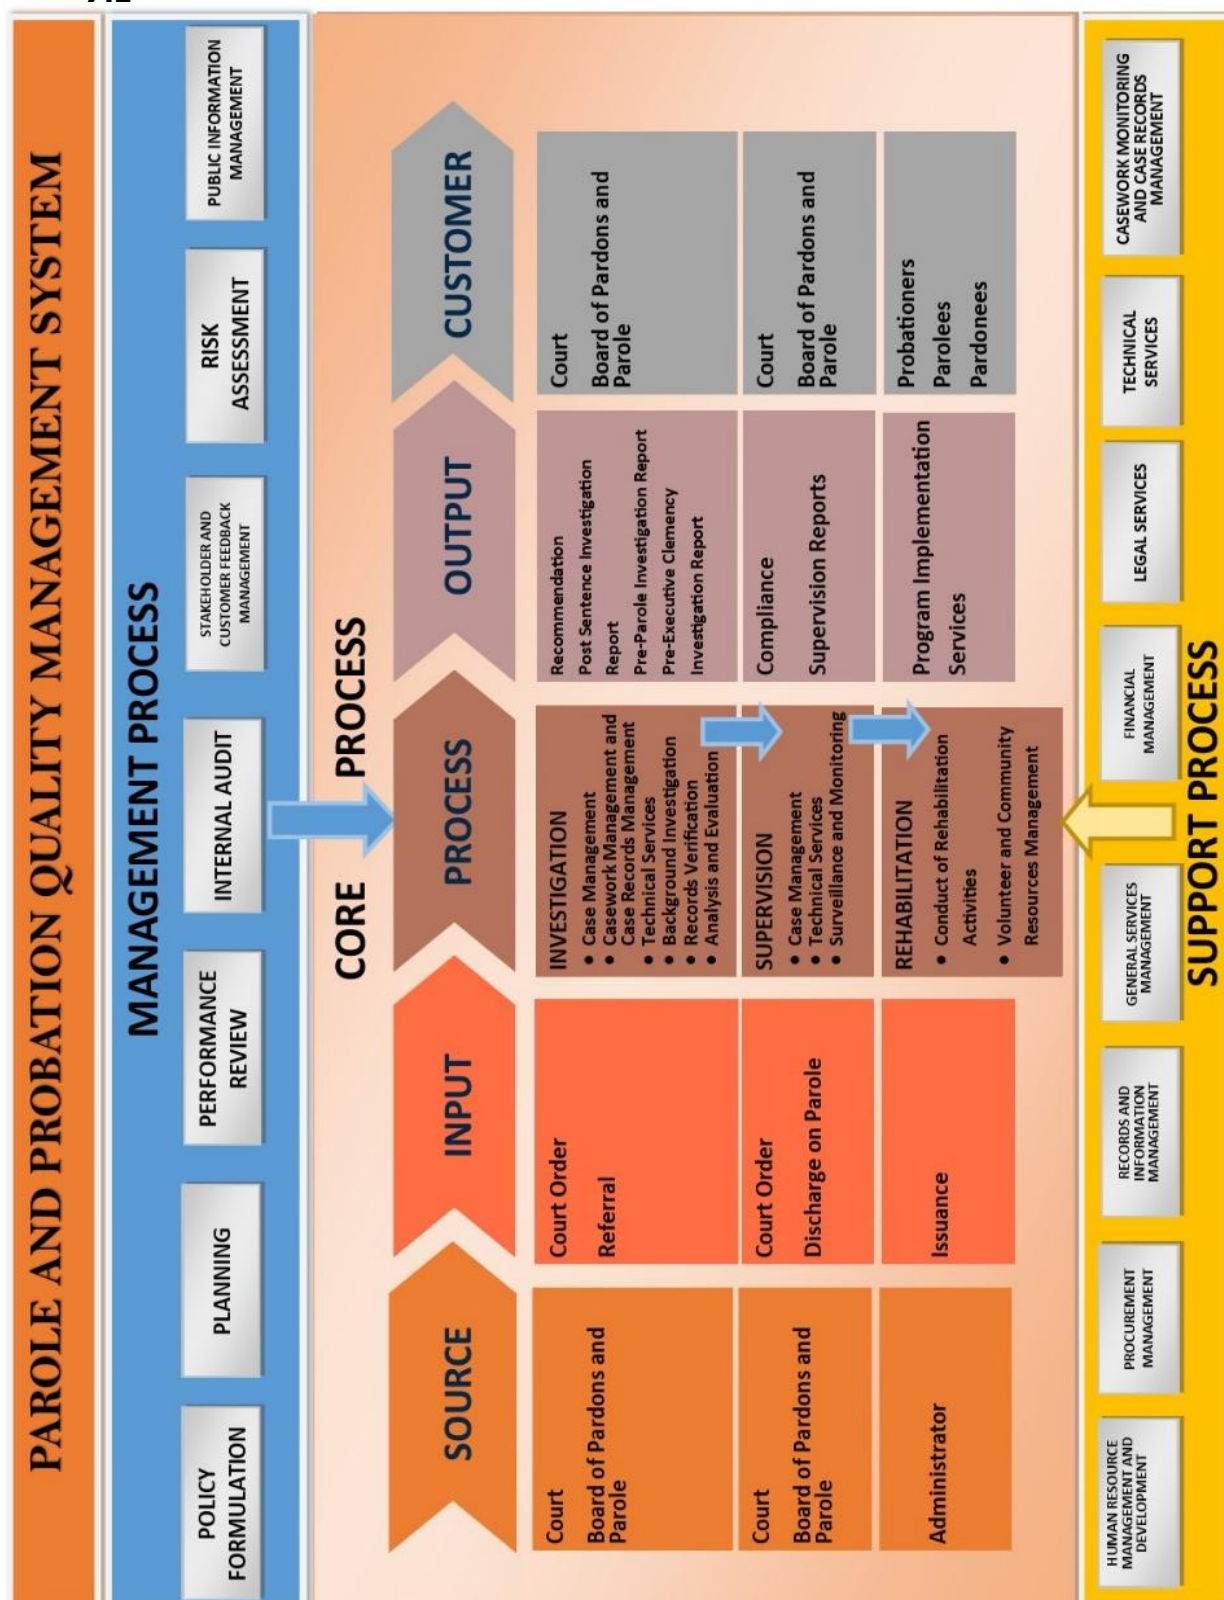 PAROLE AND PROBATION QUALITY MANAGEMENT SYSTEM
MANAGEMENT PROCESS
POLICY
FORMULATION
PLANNING
PERFORMANCE
REVIEW
INTERNAL AUDIT
STAKEHOLDER AND
CUSTOMER FEEDBACK
MANAGEMENT
RISK
ASSESSMENT
PUBLIC INFORMATION
MANAGEMENT
CORE PROCESS
SOURCE
INPUT
PROCESS
OUTPUT
CUSTOMER
Court
Board of Pardons and
Parole
Court Order
Referral
INVESTIGATION
• Case Management
• Casework Management and
Case Records Management
• Technical Services
• Background Investigation
• Records Verification
• Analysis and Evaluation
Recommendation
Post Sentence Investigation
Report
Pre-Parole Investigation Report
Pre-Executive Clemency
Investigation Report
Court
Board of Pardons and
Parole
Court
Board of Pardons and
Parole
Court Order
Discharge on Parole
SUPERVISION
• Case Management
• Technical Services
• Surveillance and Monitoring
Compliance
Supervision Reports
Court
Board of Pardons and
Parole
Administrator
Issuance
REHABILITATION
• Conduct of Rehabilitation
Activities
• Volunteer and Community
Resources Management
Program Implementation
Services
Probationers
Parolees
Pardonees
HUMAN RESOURCE
MANAGEMENT AND
DEVELOPMENT
PROCUREMENT
MANAGEMENT
RECORDS AND
INFORMATION
MANAGEMENT
GENERAL SERVICES
MANAGEMENT
FINANCIAL
MANAGEMENT
LEGAL SERVICES
TECHNICAL
SERVICES
CASEWORK MONITORING
AND CASE RECORDS
MANAGEMENT
SUPPORT PROCESS